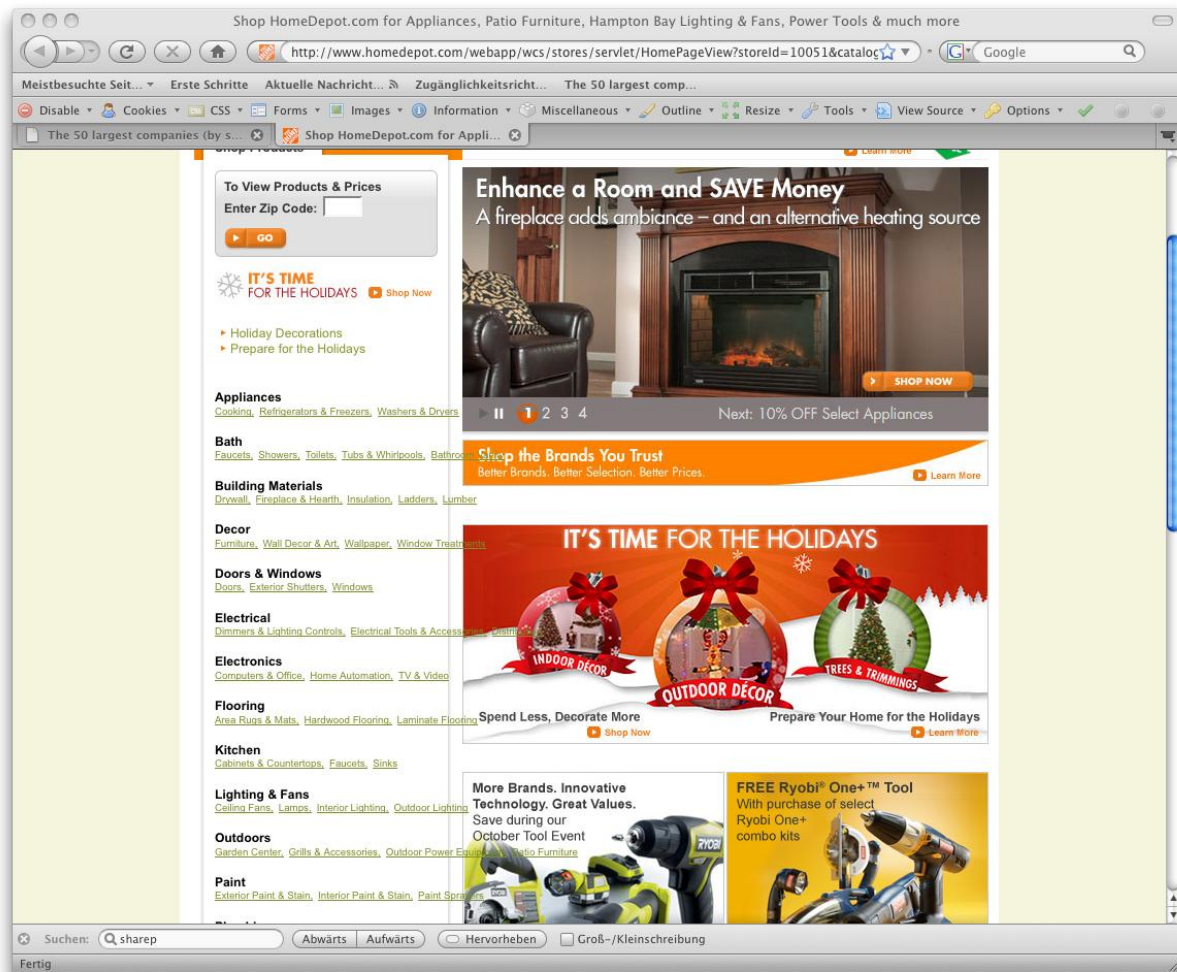 Shop HomeDepot.com for Appliances, Patio Furniture, Hampton Bay Lighting & Fans, Power Tools & much more
http://www.homedepot.com/webapp/wcs/stores/servlet/HomePageView?storeId=10051&catalog
Google
Meistbesuchte Seit... Erste Schritte Aktuelle Nachricht... Zugänglichkeitsricht... The 50 largest comp...
Disable Cookies CSS Forms Images Information Miscellaneous Outline Resize Tools View Source Options
The 50 largest companies (by s... Shop HomeDepot.com for Appli...
Shop Products
Learn More
To View Products & Prices
Enter Zip Code:
GO
IT'S TIME
FOR THE HOLIDAYS Shop Now
Holiday Decorations
Prepare for the Holidays
Appliances
Cooking, Refrigerators & Freezers, Washers & Dryers
Bath
Faucets, Showers, Toilets, Tubs & Whirlpools,
Building Materials
Drywall, Fireplace & Hearth, Insulation, Ladders, Lumber
Decor
Furniture, Wall Decor & Art, Wallpaper, Window Treatments
Doors & Windows
Doors, Exterior Shutters, Windows
Electrical
Dimmers & Lighting Controls, Electrical Tools & Accessories,
Electronics
Computers & Office, Home Automation, TV & Video
Flooring
Area Rugs & Mats, Hardwood Flooring, Laminate Flooring
Kitchen
Cabinets & Countertops, Faucets, Sinks
Lighting & Fans
Ceiling Fans, Lamps, Interior Lighting, Outdoor Lighting
Outdoors
Garden Center, Grills & Accessories, Outdoor Power Equipment, Patio Furniture
Paint
Exterior Paint & Stain, Interior Paint & Stain, Paint Sprayers
Enhance a Room and SAVE Money
A fireplace adds ambiance – and an alternative heating source
SHOP NOW
1 2 3 4 Next: 10% OFF Select Appliances
Shop the Brands You Trust
Better Brands. Better Selection. Better Prices.
Learn More
IT'S TIME FOR THE HOLIDAYS
INDOOR DÉCOR
OUTDOOR DÉCOR
TREES & TRIMMINGS
Spend Less, Decorate More
Shop Now
Prepare Your Home for the Holidays
Learn More
More Brands. Innovative
Technology. Great Values.
Save during our
October Tool Event
RYOBI
FREE Ryobi® One+™ Tool
With purchase of select
Ryobi One+
combo kits
Suchen: sharep Abwärts Aufwärts Hervorheben Groß-/Kleinschreibung
Fertig